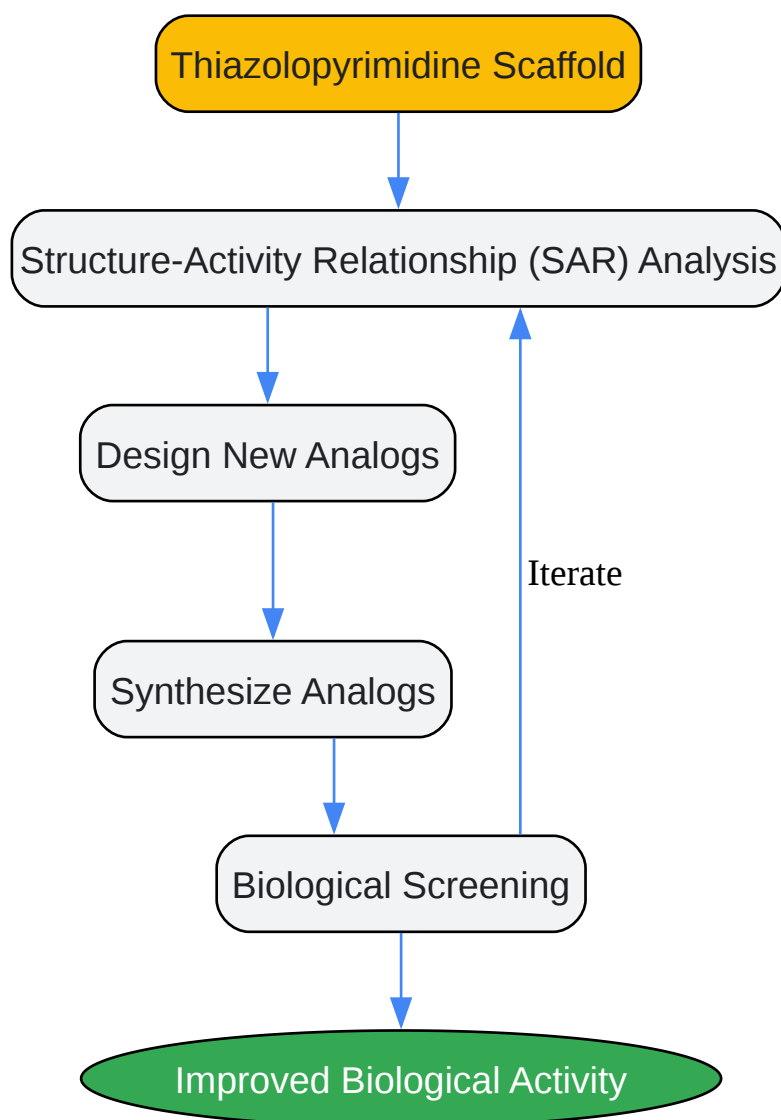 Thiazolopyrimidine Scaffold
Structure-Activity Relationship (SAR) Analysis
Design New Analogs
Iterate
Synthesize Analogs
Biological Screening
Improved Biological Activity